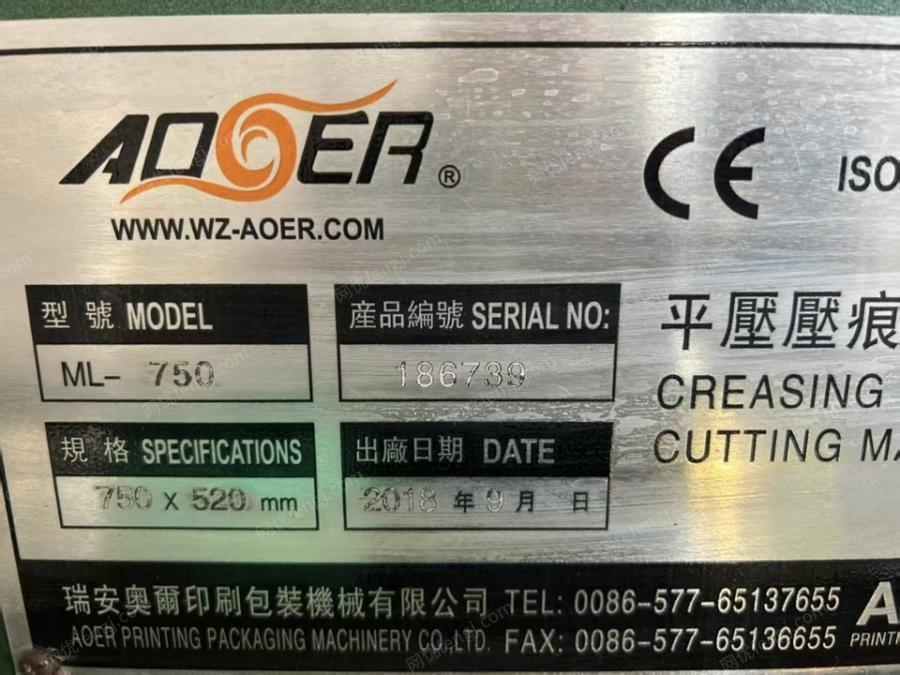 AOER®
WWW.WZ-AOER.COM
CE ISO
型號 MODEL
ML- 750
産品編號 SERIAL NO:
186739
規格 SPECIFICATIONS
750 x 520 mm
出廠日期 DATE
2018 年 9 月 日
平壓壓痕
CREASING
CUTTING MA
瑞安奥爾印刷包裝機械有限公司 TEL: 0086-577-65137655
AOER PRINTING PACKAGING MACHINERY CO.,LTD. FAX: 0086-577-65136655
A
PRINTIN